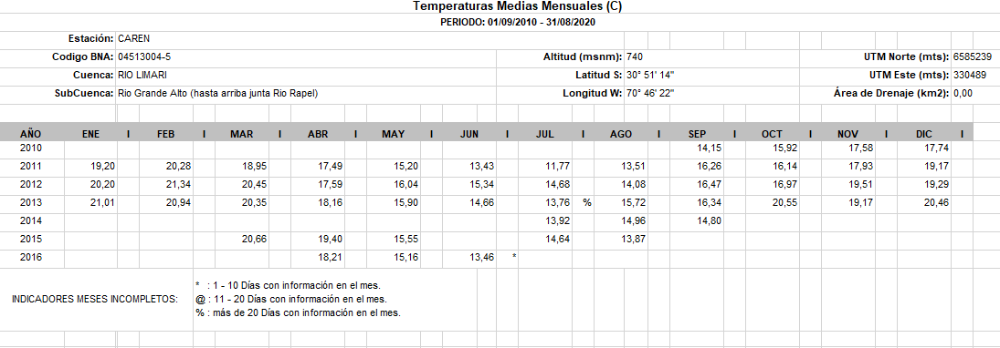 Temperaturas Medias Mensuales (C)
PERIODO: 01/09/2010 - 31/08/2020
Estación: CAREN
Codigo BNA: 04513004-5 Altitud (msnm): 740 UTM Norte (mts): 6585239
Cuenca: RIO LIMARI Latitud S: 30° 51' 14" UTM Este (mts): 330489
SubCuenca: Rio Grande Alto (hasta arriba junta Rio Rapel) Longitud W: 70° 46' 22" Área de Drenaje (km2): 0,00
AÑO ENE I FEB I MAR I ABR I MAY I JUN I JUL I AGO I SEP I OCT I NOV I DIC I
2010 14,15 15,92 17,58 17,74
2011 19,20 20,28 18,95 17,49 15,20 13,43 11,77 13,51 16,26 16,14 17,93 19,17
2012 20,20 21,34 20,45 17,59 16,04 15,34 14,68 14,08 16,47 16,97 19,51 19,29
2013 21,01 20,94 20,35 18,16 15,90 14,66 13,76 % 15,72 16,34 20,55 19,17 20,46
2014 13,92 14,96 14,80
2015 20,66 19,40 15,55 14,64 13,87
2016 18,21 15,16 13,46 *
* : 1 - 10 Días con información en el mes.
INDICADORES MESES INCOMPLETOS: @ : 11 - 20 Días con información en el mes.
% : más de 20 Días con información en el mes.